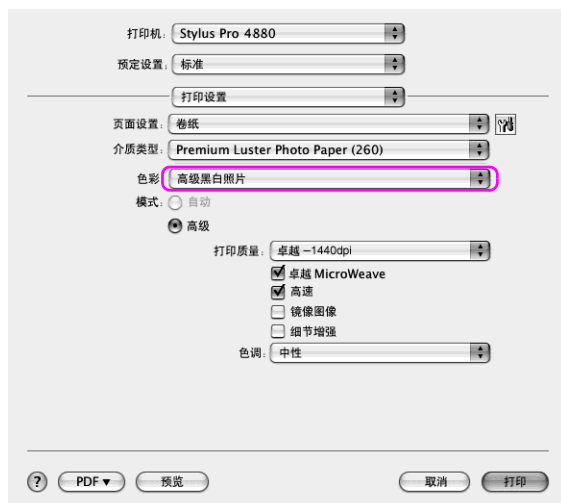 打印机: Stylus Pro 4880
预定设置: 标准
打印设置
页面设置: 卷纸
介质类型: Premium Luster Photo Paper (260)
色彩 高级黑白照片
模式: 自动
高级
打印质量: 卓越 –1440dpi
卓越 MicroWeave
高速
镜像图像
细节增强
色调: 中性
? PDF▼ 预览 取消 打印